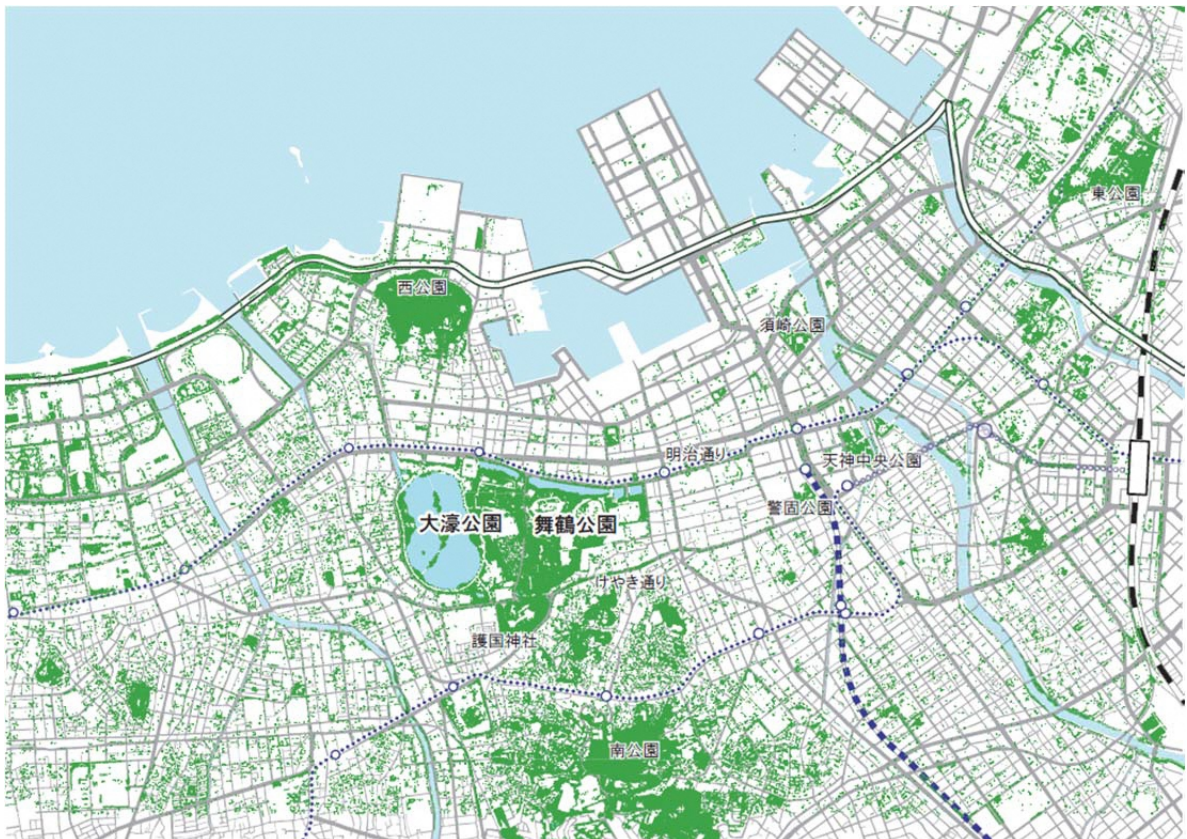 東公園
西公園
須崎公園
明治通り
天神中央公園
警固公園
大濠公園
舞鶴公園
けやき通り
護国神社
南公園